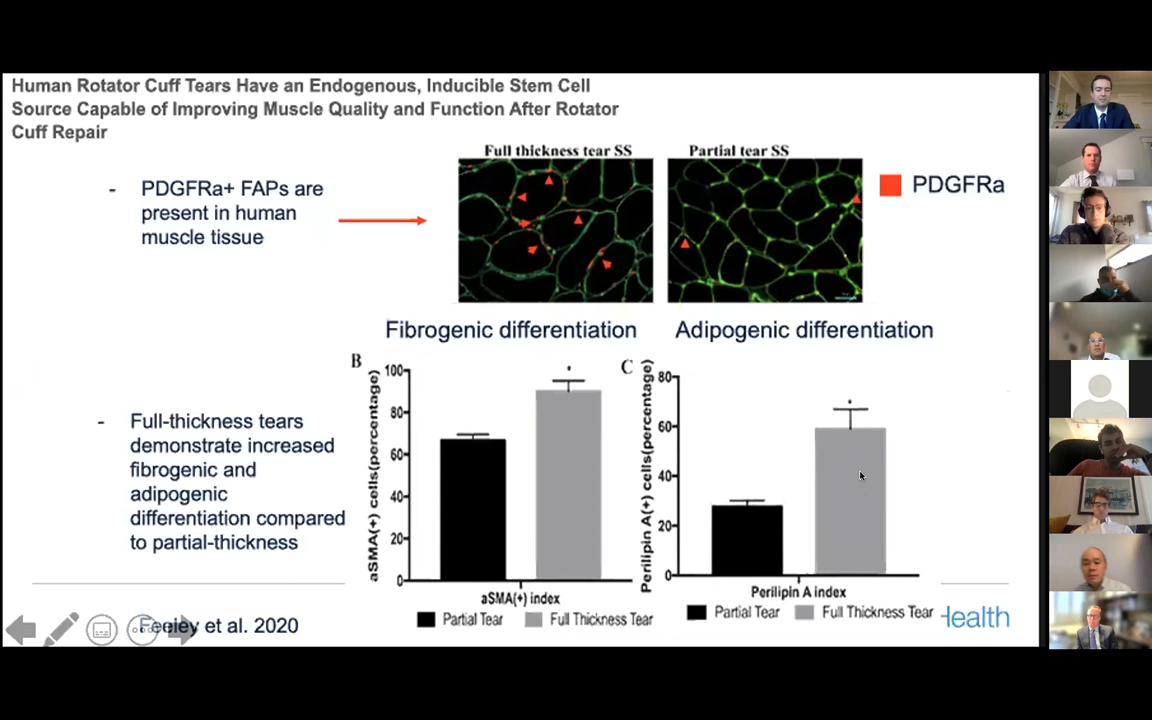 Human Rotator Cuff Tears Have an Endogenous, Inducible Stem Cell
Source Capable of Improving Muscle Quality and Function After Rotator
Cuff Repair
- PDGFRa+ FAPs are
present in human
muscle tissue
Full thickness tear SS
Partial tear SS
PDGFRa
Fibrogenic differentiation
Adipogenic differentiation
- Full-thickness tears
demonstrate increased
fibrogenic and
adipogenic
differentiation compared
to partial-thickness
B
aSMA(+) cells(percentage)
100
80
60
40
20
0
*
aSMA(+) index
Partial Tear
Full Thickness Tear
C
Perilipin A(+) cells(percentage)
80
60
40
20
0
*
Perilipin A index
Partial Tear
Full Thickness Tear
Feeley et al. 2020
Health